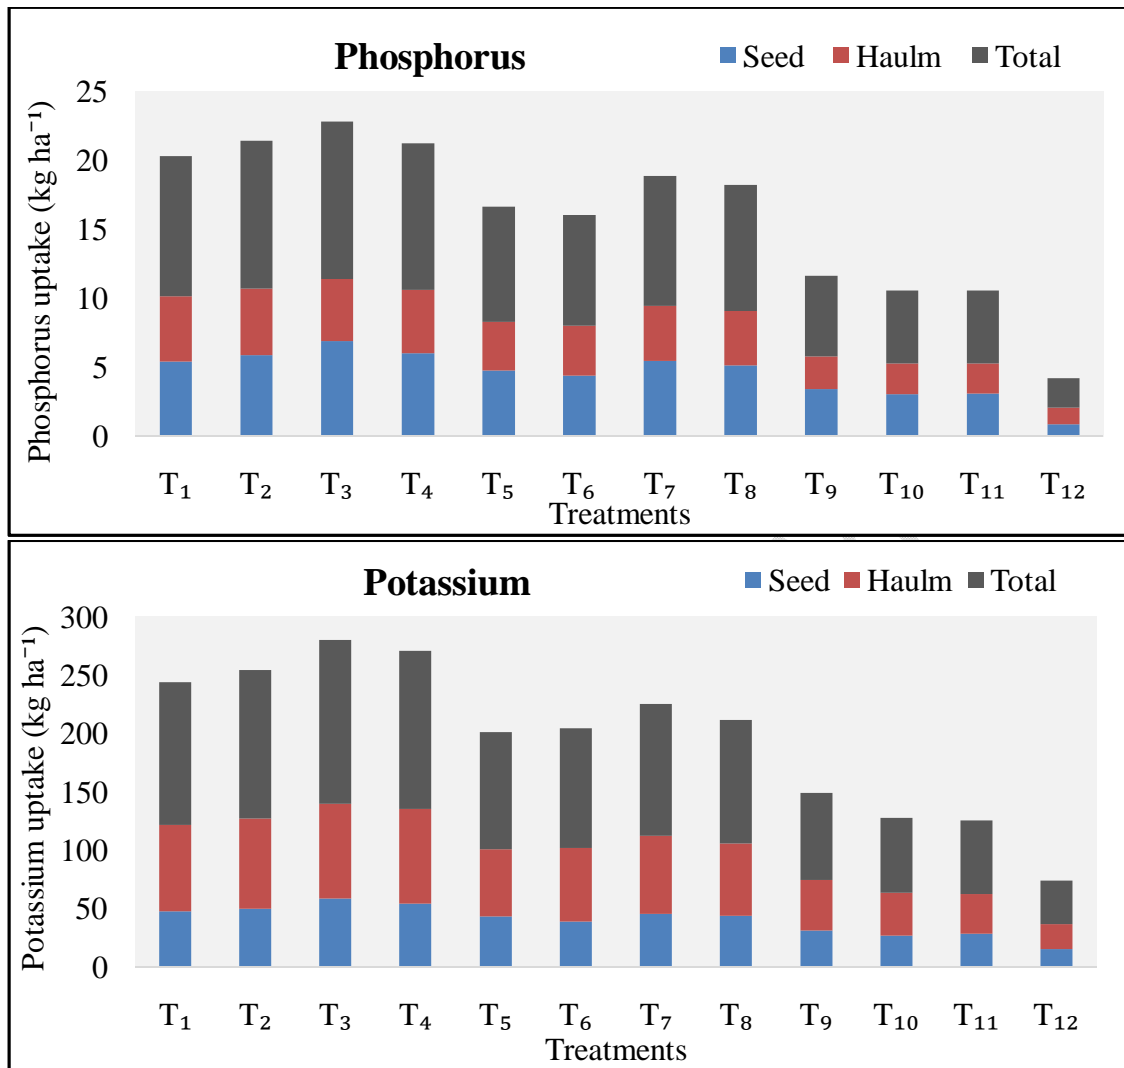 Phosphorus
Seed Haulm Total
Phosphorus uptake (kg ha⁻¹)
25
20
15
10
5
0
T₁ T₂ T₃ T₄ T₅ T₆ T₇ T₈ T₉ T₁₀ T₁₁ T₁₂
Treatments
Potassium
Seed Haulm Total
Potassium uptake (kg ha⁻¹)
300
250
200
150
100
50
0
T₁ T₂ T₃ T₄ T₅ T₆ T₇ T₈ T₉ T₁₀ T₁₁ T₁₂
Treatments